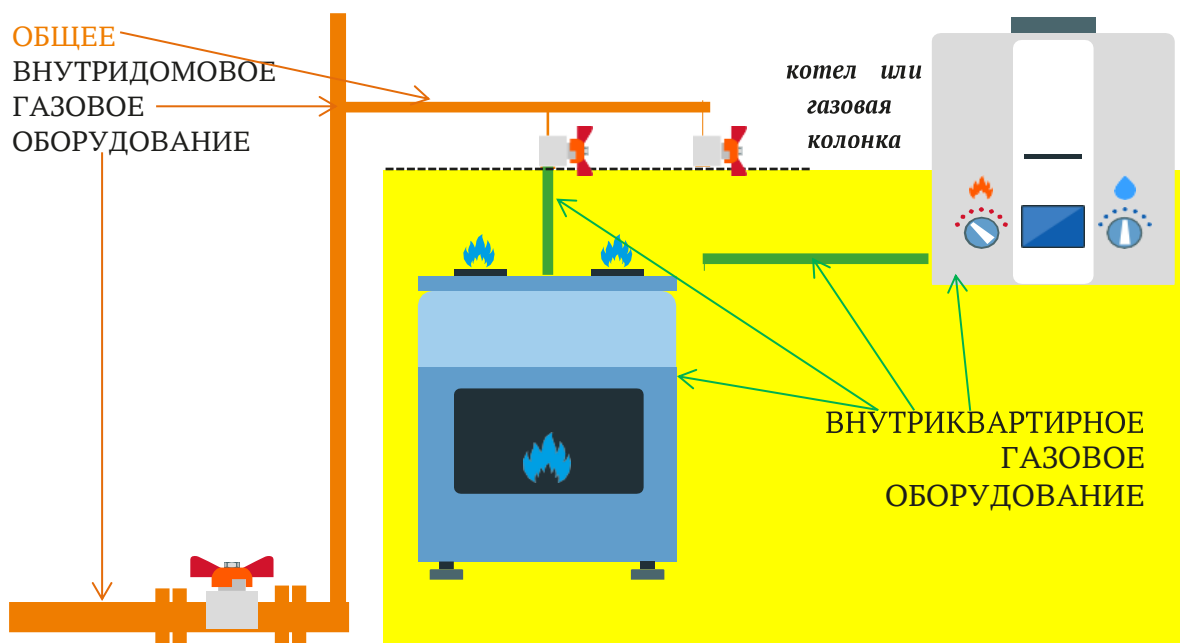 ОБЩЕЕ
ВНУТРИДОМОВОЕ
ГАЗОВОЕ
ОБОРУДОВАНИЕ
котел или
газовая
колонка
ВНУТРИКВАРТИРНОЕ
ГАЗОВОЕ
ОБОРУДОВАНИЕ